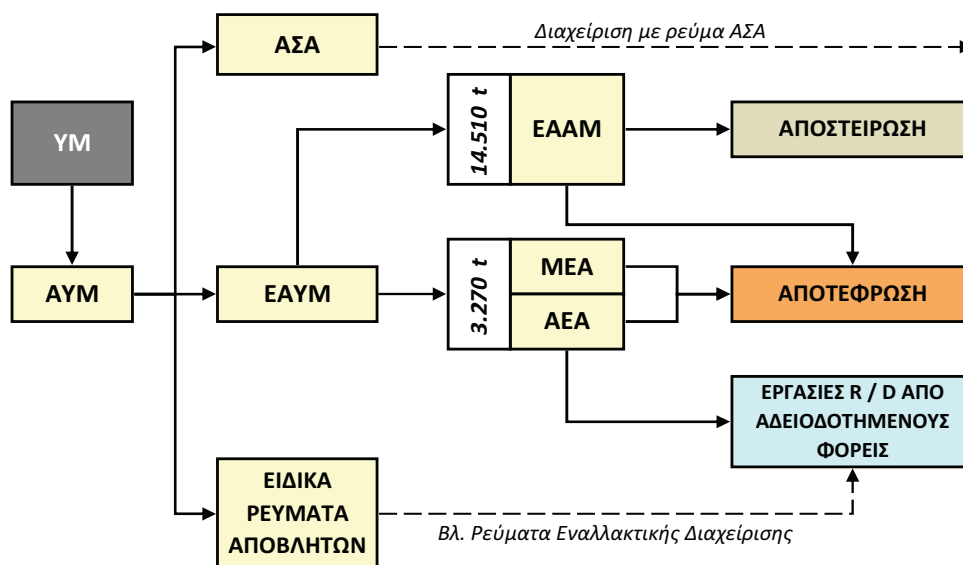 ΑΣΑ
Διαχείριση με ρεύμα ΑΣΑ
ΥΜ
14.510 t
ΕΑΑΜ
ΑΠΟΣΤΕΙΡΩΣΗ
ΑΥΜ
ΕΑΥΜ
3.270 t
ΜΕΑ
ΑΕΑ
ΑΠΟΤΕΦΡΩΣΗ
ΕΡΓΑΣΙΕΣ R / D ΑΠΟ
ΑΔΕΙΟΔΟΤΗΜΕΝΟΥΣ
ΦΟΡΕΙΣ
ΕΙΔΙΚΑ
ΡΕΥΜΑΤΑ
ΑΠΟΒΛΗΤΩΝ
Βλ. Ρεύματα Εναλλακτικής Διαχείρισης